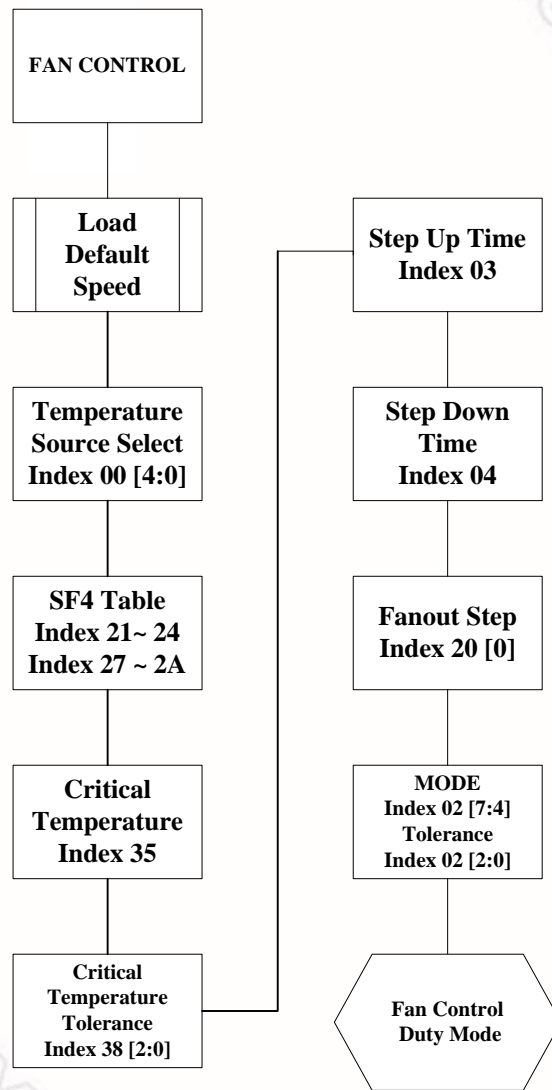 FAN CONTROL
Load
Default
Speed
Temperature
Source Select
Index 00 [4:0]
SF4 Table
Index 21~ 24
Index 27 ~ 2A
Critical
Temperature
Index 35
Critical
Temperature
Tolerance
Index 38 [2:0]
Step Up Time
Index 03
Step Down
Time
Index 04
Fanout Step
Index 20 [0]
MODE
Index 02 [7:4]
Tolerance
Index 02 [2:0]
Fan Control
Duty Mode